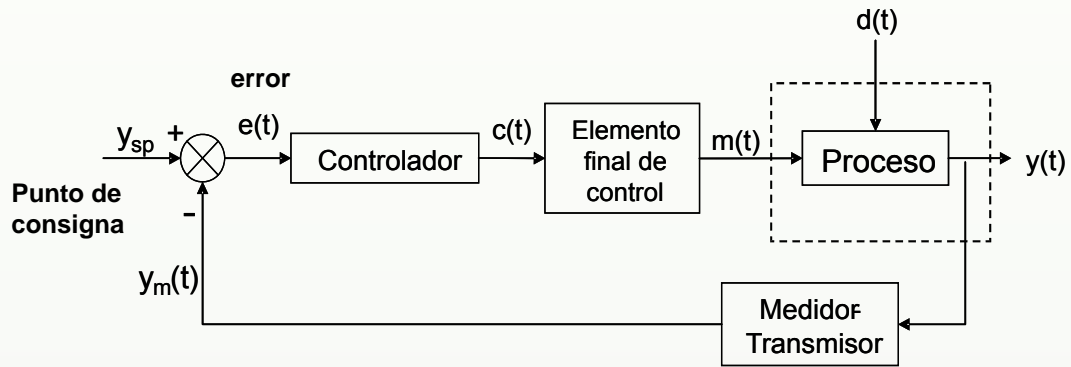 d(t)
error
y_sp
+
e(t)
Controlador
c(t)
Elemento
final de
control
m(t)
Proceso
y(t)
Punto de
consigna
-
y_m(t)
Medidor-
Transmisor